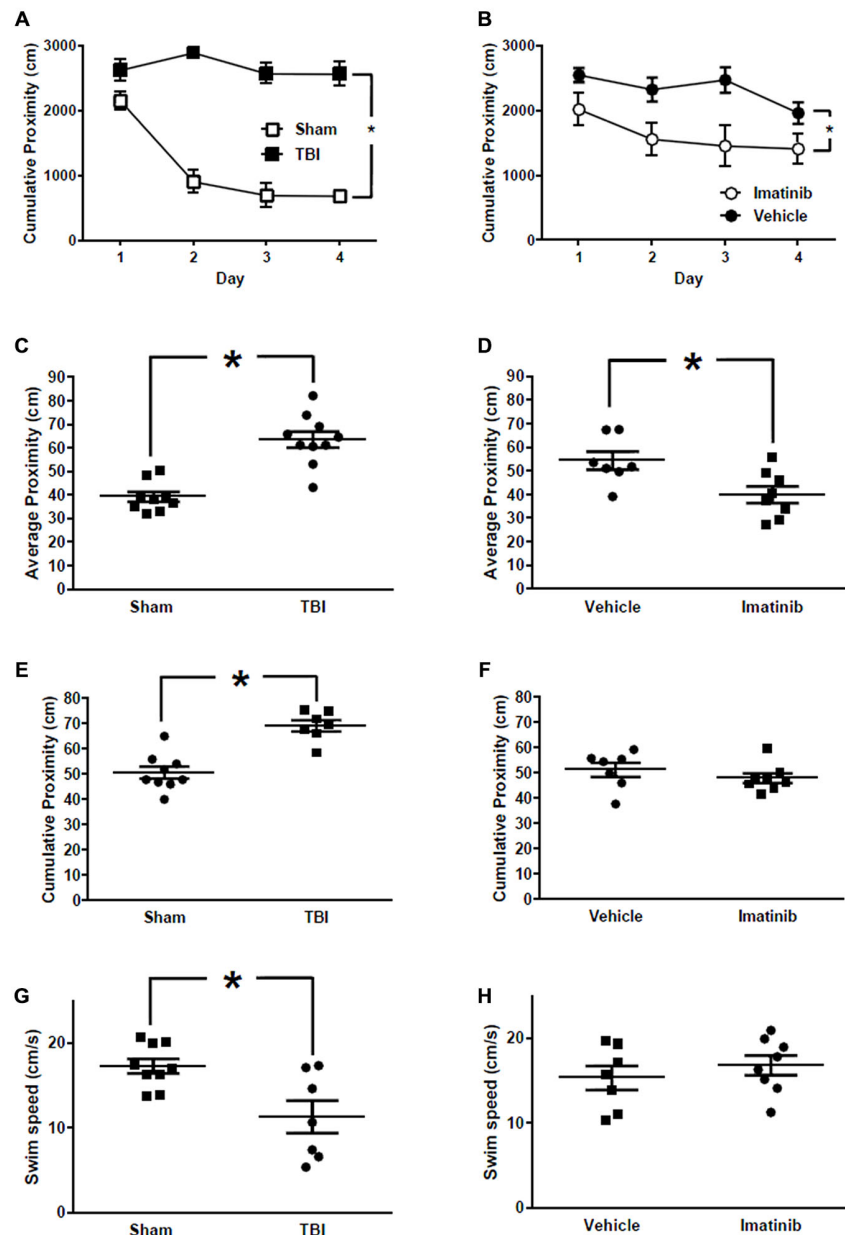 A
Cumulative Proximity (cm)
3000
2000
1000
0
1 2 3 4
Day
Sham
TBI
*
B
Cumulative Proximity (cm)
3000
2000
1000
0
1 2 3 4
Day
Imatinib
Vehicle
*
C
Average Proximity (cm)
90
80
70
60
50
40
30
20
10
0
Sham TBI
*
D
Average Proximity (cm)
90
80
70
60
50
40
30
20
10
0
Vehicle Imatinib
*
E
Cumulative Proximity (cm)
80
70
60
50
40
30
20
10
0
Sham TBI
*
F
Cumulative Proximity (cm)
80
70
60
50
40
30
20
10
0
Vehicle Imatinib
G
Swim speed (cm/s)
20
10
0
Sham TBI
*
H
Swim speed (cm/s)
20
10
0
Vehicle Imatinib